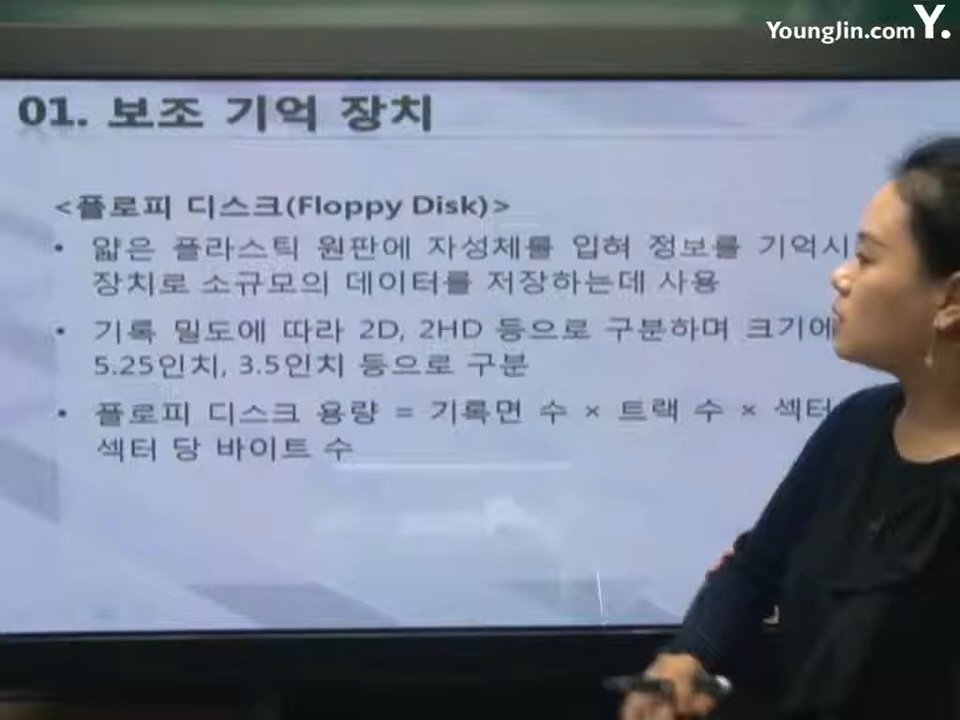 YoungJin.com Y.
01. 보조 기억 장치
<플로피 디스크(Floppy Disk)>
• 얇은 플라스틱 원판에 자성체를 입혀 정보를 기억시
장치로 소규모의 데이터를 저장하는데 사용
• 기록 밀도에 따라 2D, 2HD 등으로 구분하며 크기에
5.25인치, 3.5인치 등으로 구분
• 플로피 디스크 용량 = 기록면 수 × 트랙 수 × 섹터
섹터 당 바이트 수